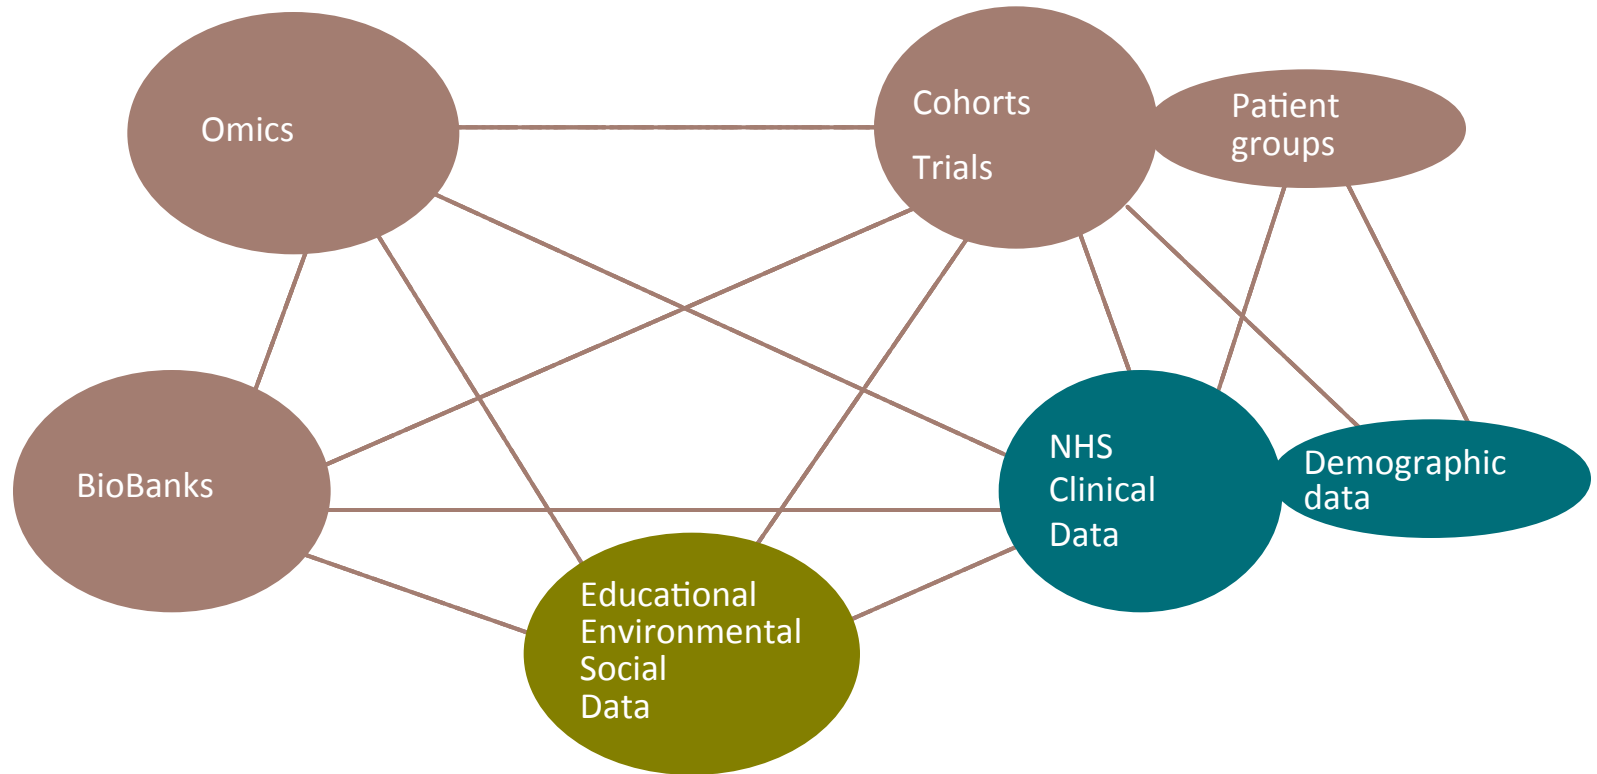 Omics
Cohorts
Trials
Patient
groups
BioBanks
NHS
Clinical
Data
Demographic
data
Educational
Environmental
Social
Data